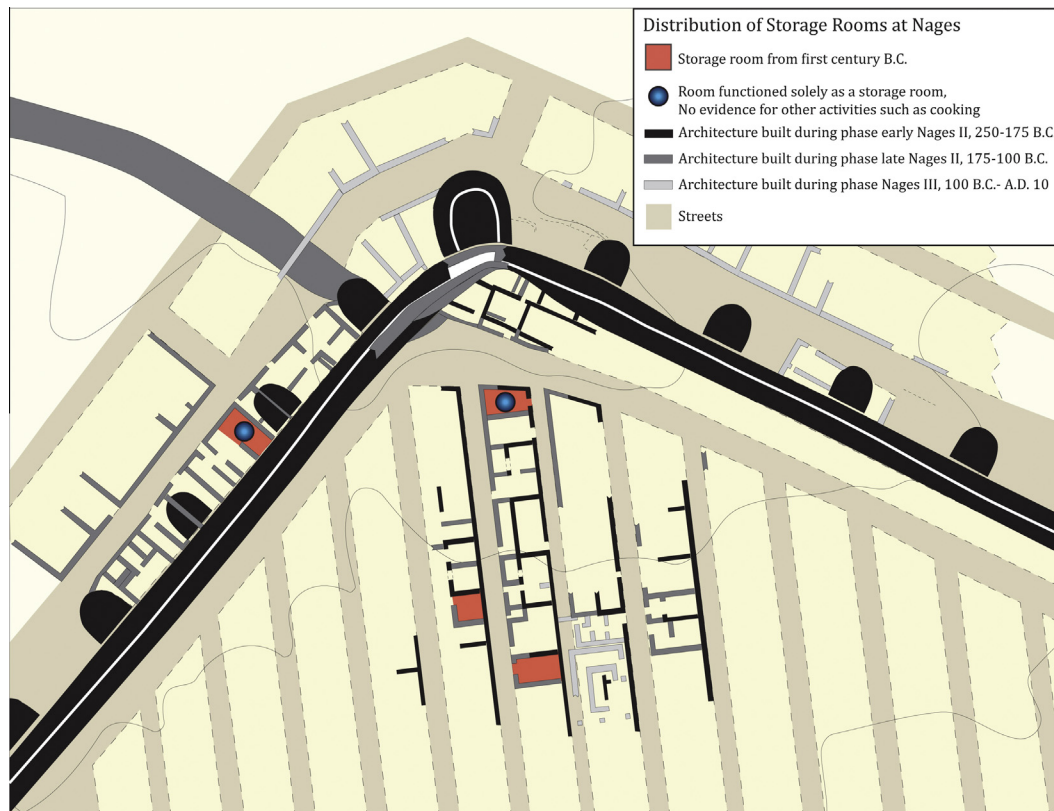 Distribution of Storage Rooms at Nages
Storage room from first century B.C.
Room functioned solely as a storage room,
No evidence for other activities such as cooking
Architecture built during phase early Nages II, 250-175 B.C.
Architecture built during phase late Nages II, 175-100 B.C.
Architecture built during phase Nages III, 100 B.C.- A.D. 10
Streets